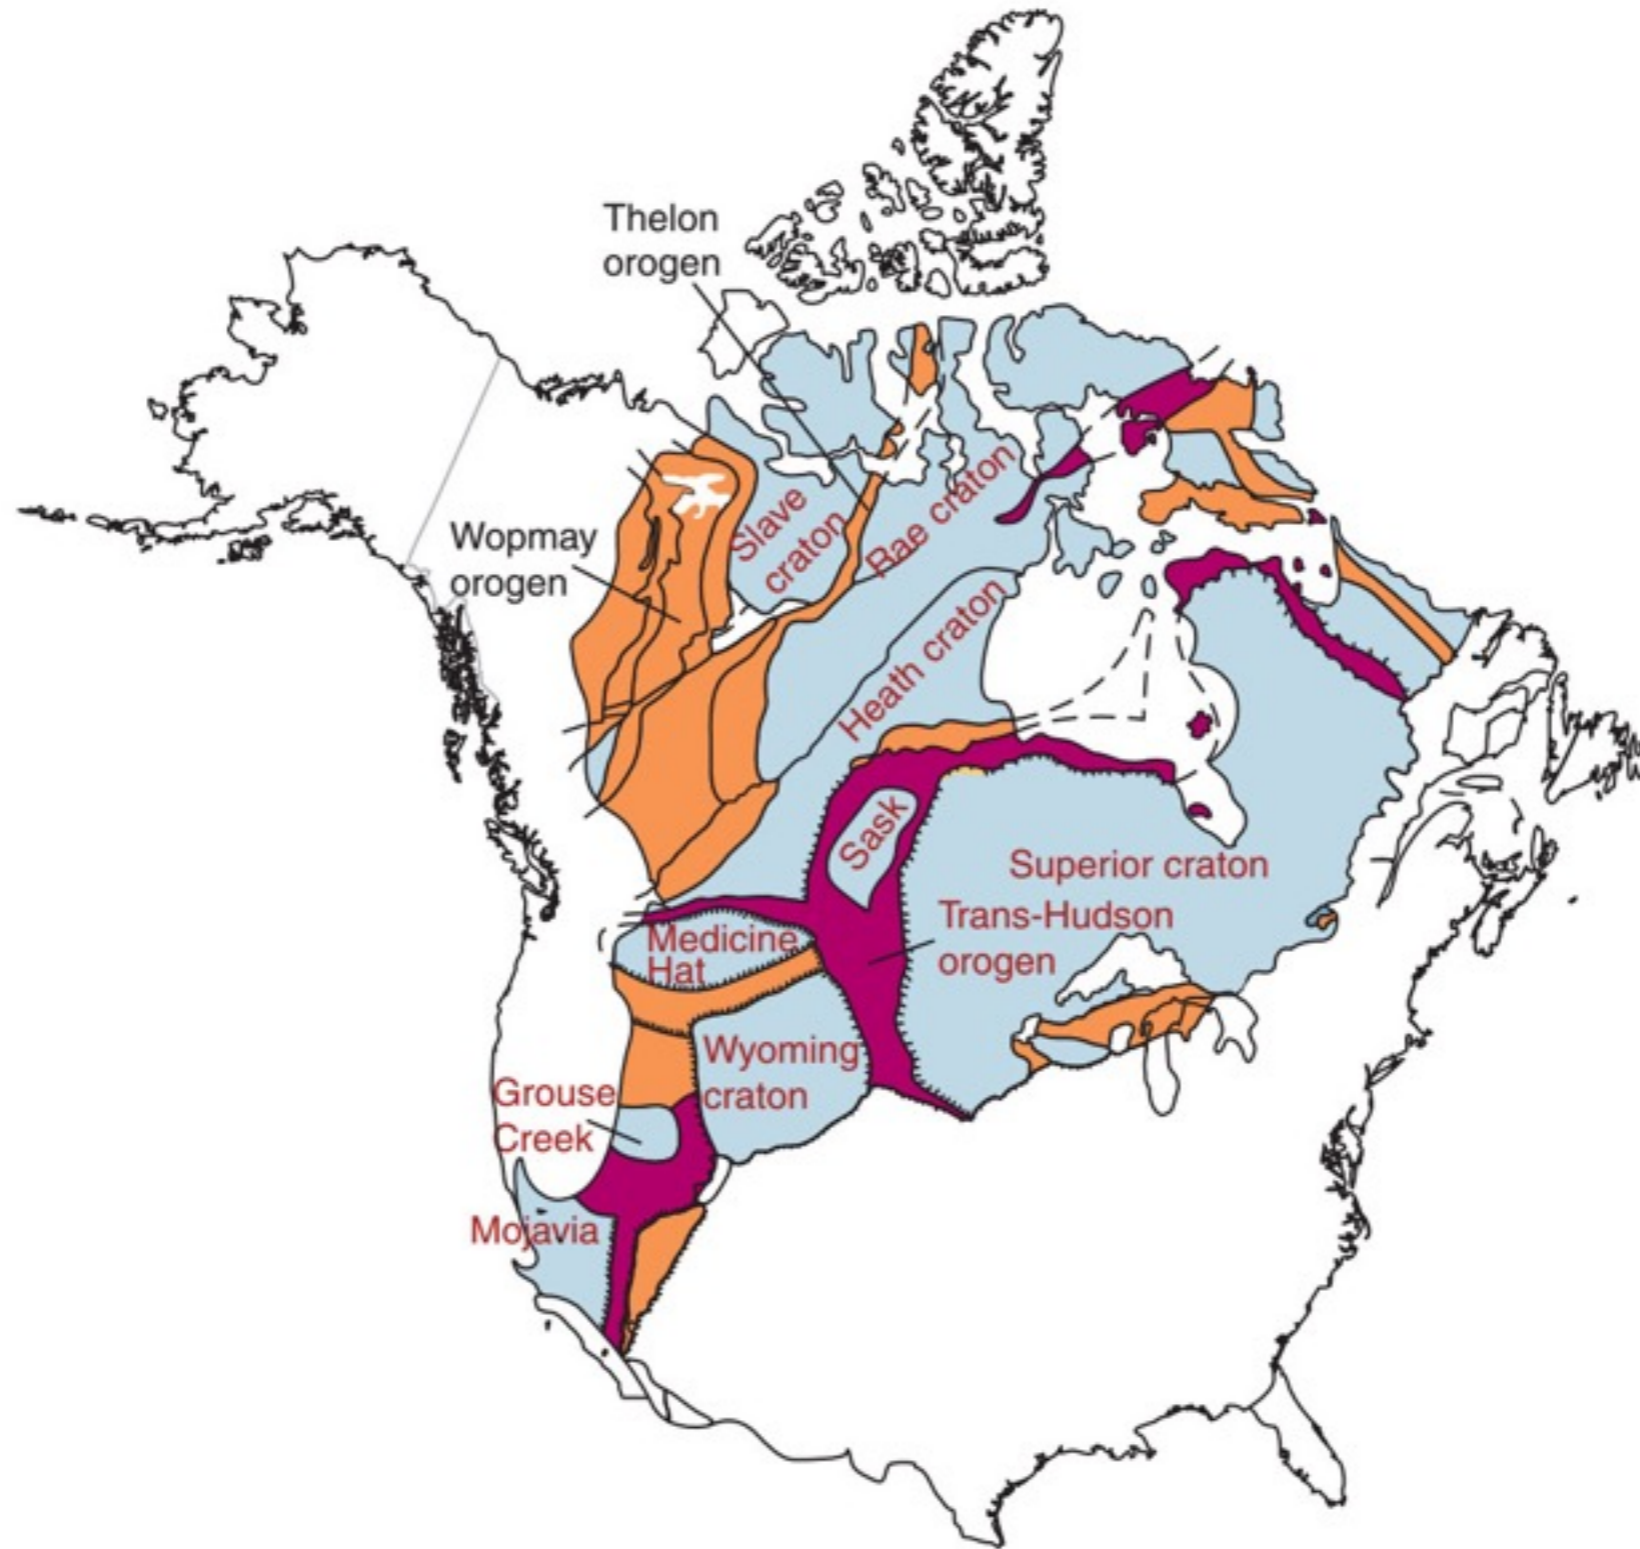 Thelon
orogen
Wopmay
orogen
Slave
craton
Rae craton
Heath craton
Sask
Superior craton
Trans-Hudson
orogen
Medicine
Hat
Wyoming
craton
Grouse
Creek
Mojavia